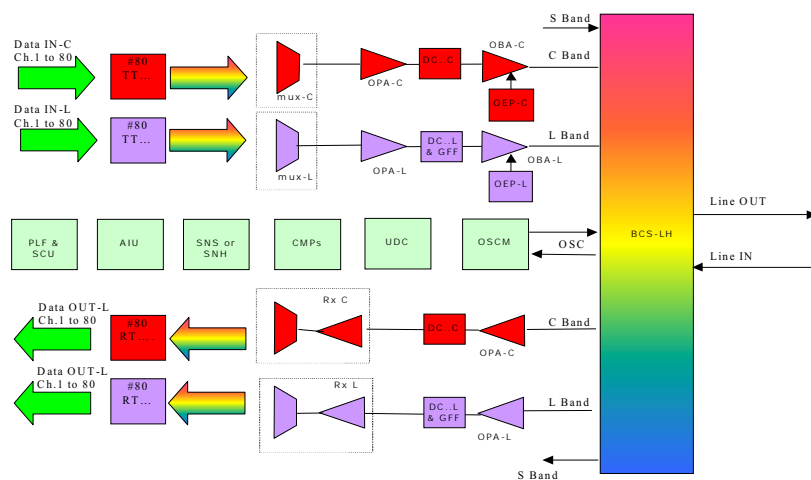 S Band
Data IN-C
Ch.1 to 80
#80
TT...
mux-C
OPA-C
DC..C
OBA-C
OEP-C
C Band
Data IN-L
Ch.1 to 80
#80
TT...
mux-L
OPA-L
DC..L
& GFF
OBA-L
OEP-L
L Band
Line OUT
PLF &
SCU
AIU
SNS or
SNH
CMPs
UDC
OSCM
OSC
BCS-LH
Line IN
Data OUT-L
Ch.1 to 80
#80
RT....
Rx C
DC..C
OPA-C
C Band
Data OUT-L
Ch.1 to 80
#80
RT...
Rx L
DC..L
& GFF
OPA-L
L Band
S Band